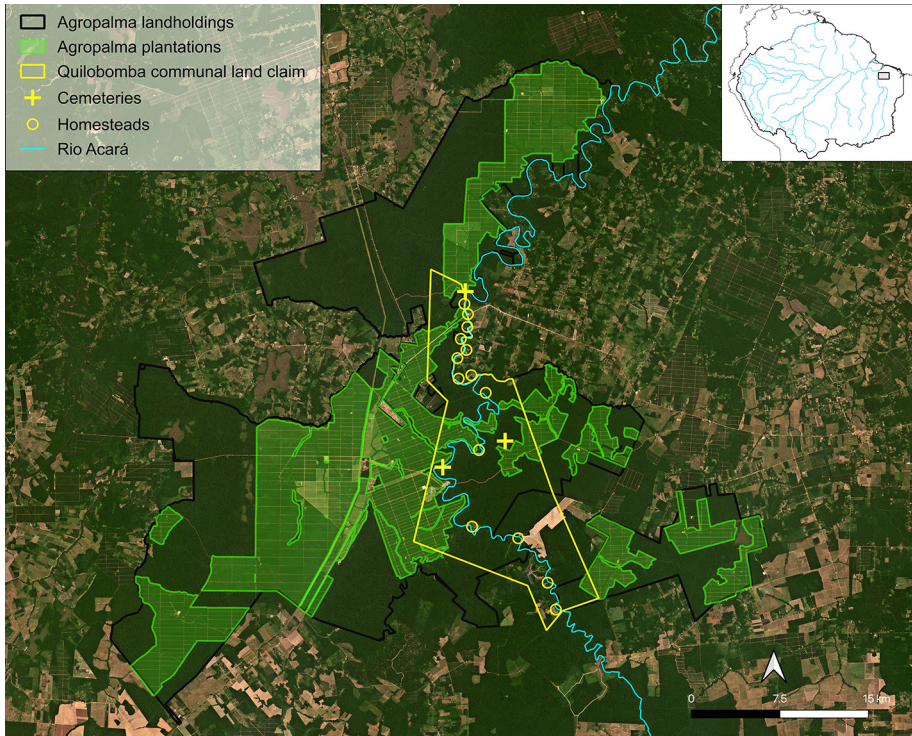 Agropalma landholdings
Agropalma plantations
Quilobomba communal land claim
Cemeteries
Homesteads
Rio Acará
0 7.5 15 km